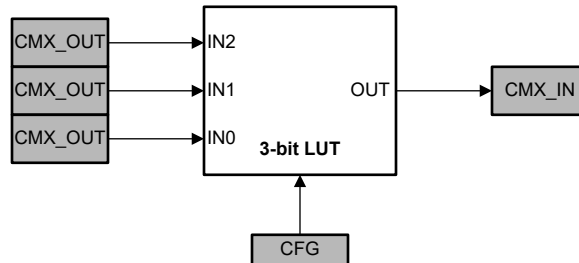 CMX_OUT
IN2
CMX_OUT
IN1
OUT
CMX_IN
CMX_OUT
IN0
3-bit LUT
CFG